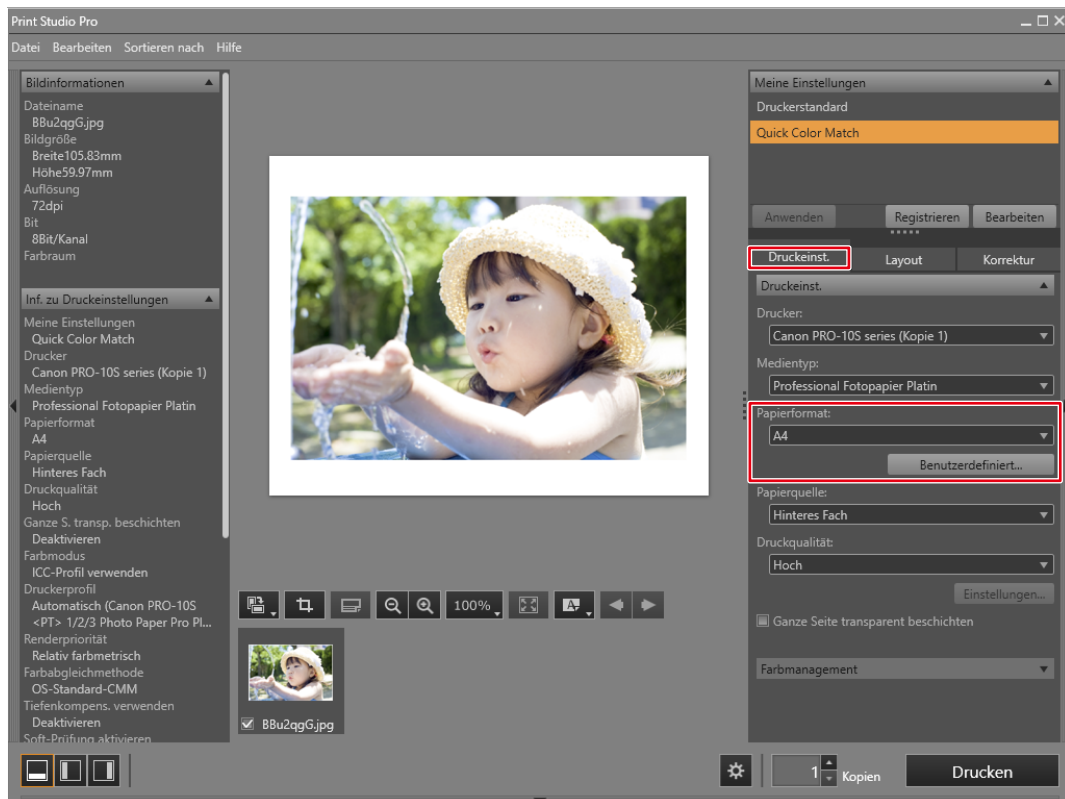 Print Studio Pro
Datei Bearbeiten Sortieren nach Hilfe
Bildinformationen
Dateiname
BBu2qgG.jpg
Bildgröße
Breite105.83mm
Höhe59.97mm
Auflösung
72dpi
Bit
8Bit/Kanal
Farbraum
Inf. zu Druckeinstellungen
Meine Einstellungen
Quick Color Match
Drucker
Canon PRO-10S series (Kopie 1)
Medientyp
Professional Fotopapier Platin
Papierformat
A4
Papierquelle
Hinteres Fach
Druckqualität
Hoch
Ganze S. transp. beschichten
Deaktivieren
Farbmodus
ICC-Profil verwenden
Druckerprofil
Automatisch (Canon PRO-10S
<PT> 1/2/3 Photo Paper Pro Pl...
Renderpriorität
Relativ farbmetrisch
Farbabgleichmethode
OS-Standard-CMM
Tiefenkompens. verwenden
Deaktivieren
Soft-Prüfung aktivieren
100%
A
BBu2qgG.jpg
Meine Einstellungen
Druckerstandard
Quick Color Match
Anwenden Registrieren Bearbeiten
Druckeinst. Layout Korrektur
Druckeinst.
Drucker:
Canon PRO-10S series (Kopie 1)
Medientyp:
Professional Fotopapier Platin
Papierformat:
A4
Benutzerdefiniert...
Papierquelle:
Hinteres Fach
Druckqualität:
Hoch
Einstellungen...
Ganze Seite transparent beschichten
Farbmanagement
1 Kopien Drucken